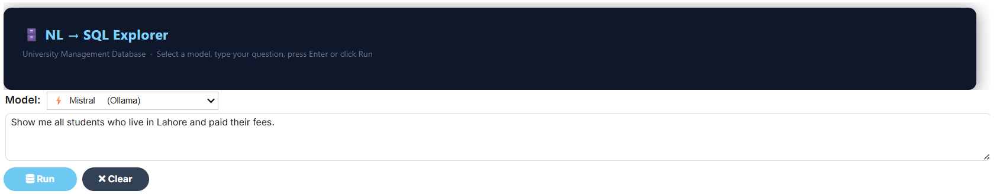 NL → SQL Explorer
University Management Database · Select a model, type your question, press Enter or click Run
Model: Mistral (Ollama)
Show me all students who live in Lahore and paid their fees.
Run Clear